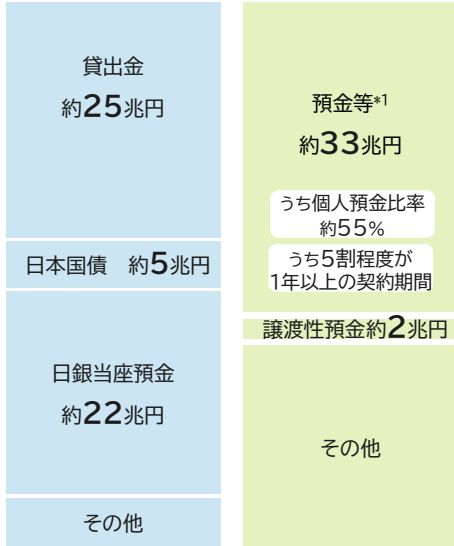 貸出金
約25兆円
日本国債 約5兆円
日銀当座預金
約22兆円
その他
預金等*1
約33兆円
うち個人預金比率
約55%
うち5割程度が
1年以上の契約期間
譲渡性預金約2兆円
その他